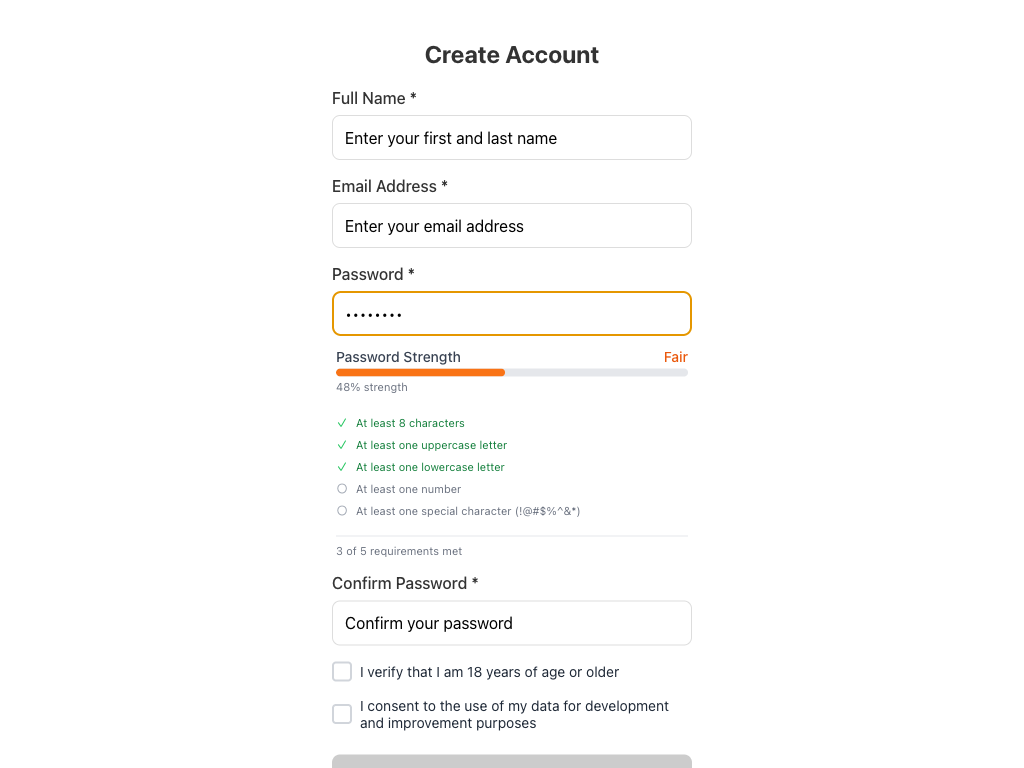 Create Account
Full Name *
Enter your first and last name
Email Address *
Enter your email address
Password *
••••••••
Password Strength Fair
48% strength
✓ At least 8 characters
✓ At least one uppercase letter
✓ At least one lowercase letter
○ At least one number
○ At least one special character (!@#$%^&*)
3 of 5 requirements met
Confirm Password *
Confirm your password
I verify that I am 18 years of age or older
I consent to the use of my data for development
and improvement purposes